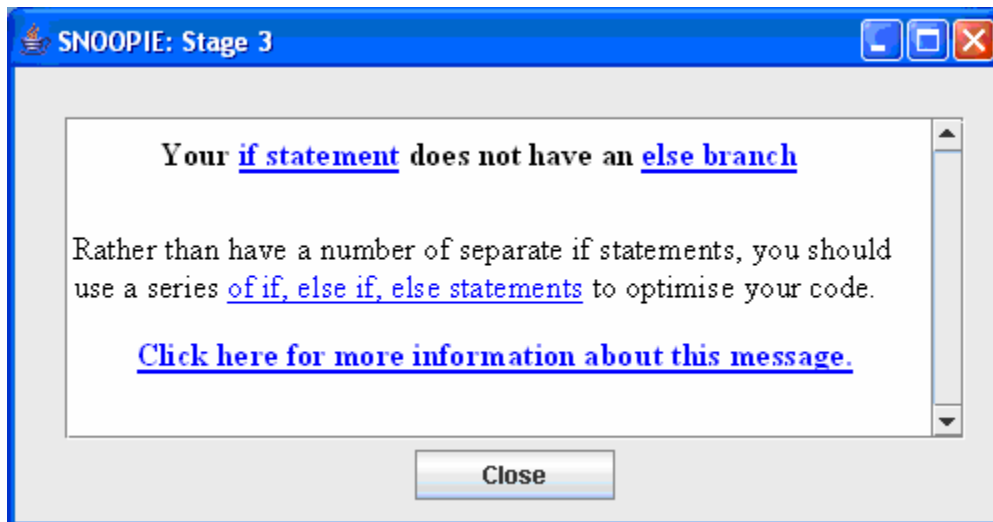 SNOOPIE: Stage 3
Your if statement does not have an else branch
Rather than have a number of separate if statements, you should
use a series of if, else if, else statements to optimise your code.
Click here for more information about this message.
Close